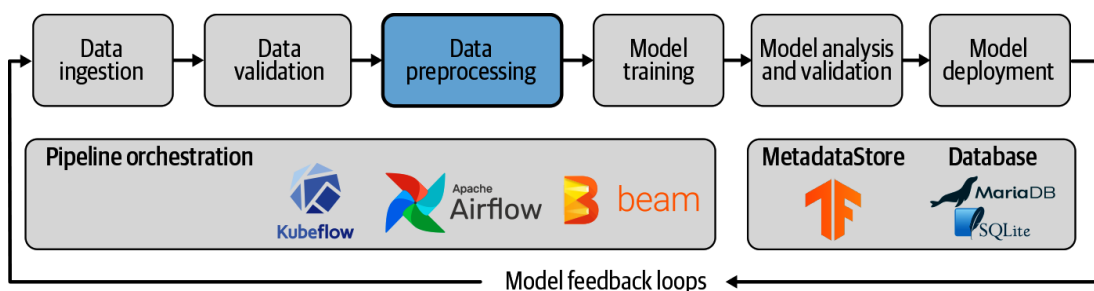 Data
ingestion
Data
validation
Data
preprocessing
Model
training
Model analysis
and validation
Model
deployment
Pipeline orchestration
Kubeflow
Apache
Airflow
beam
MetadataStore
Database
MariaDB
SQLite
Model feedback loops